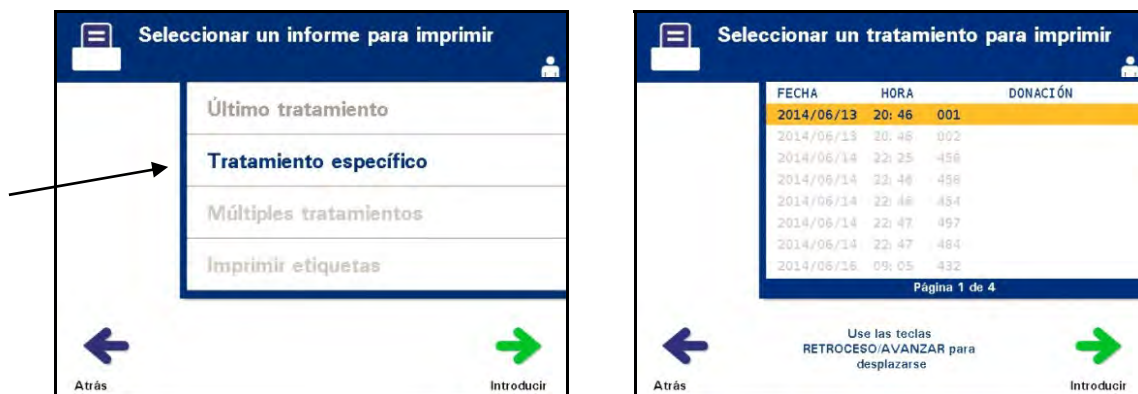 Seleccionar un informe para imprimir
Último tratamiento
Tratamiento específico
Múltiples tratamientos
Imprimir etiquetas
Atrás
Introducir
Seleccionar un tratamiento para imprimir
FECHA HORA DONACIÓN
2014/06/13 20:46 001
2014/06/13 20:46 002
2014/06/14 22:25 456
2014/06/14 22:46 456
2014/06/14 22:46 454
2014/06/14 22:47 497
2014/06/14 22:47 484
2014/06/16 09:05 432
Página 1 de 4
Use las teclas
RETROCESO/AVANZAR para
desplazarse
Atrás
Introducir